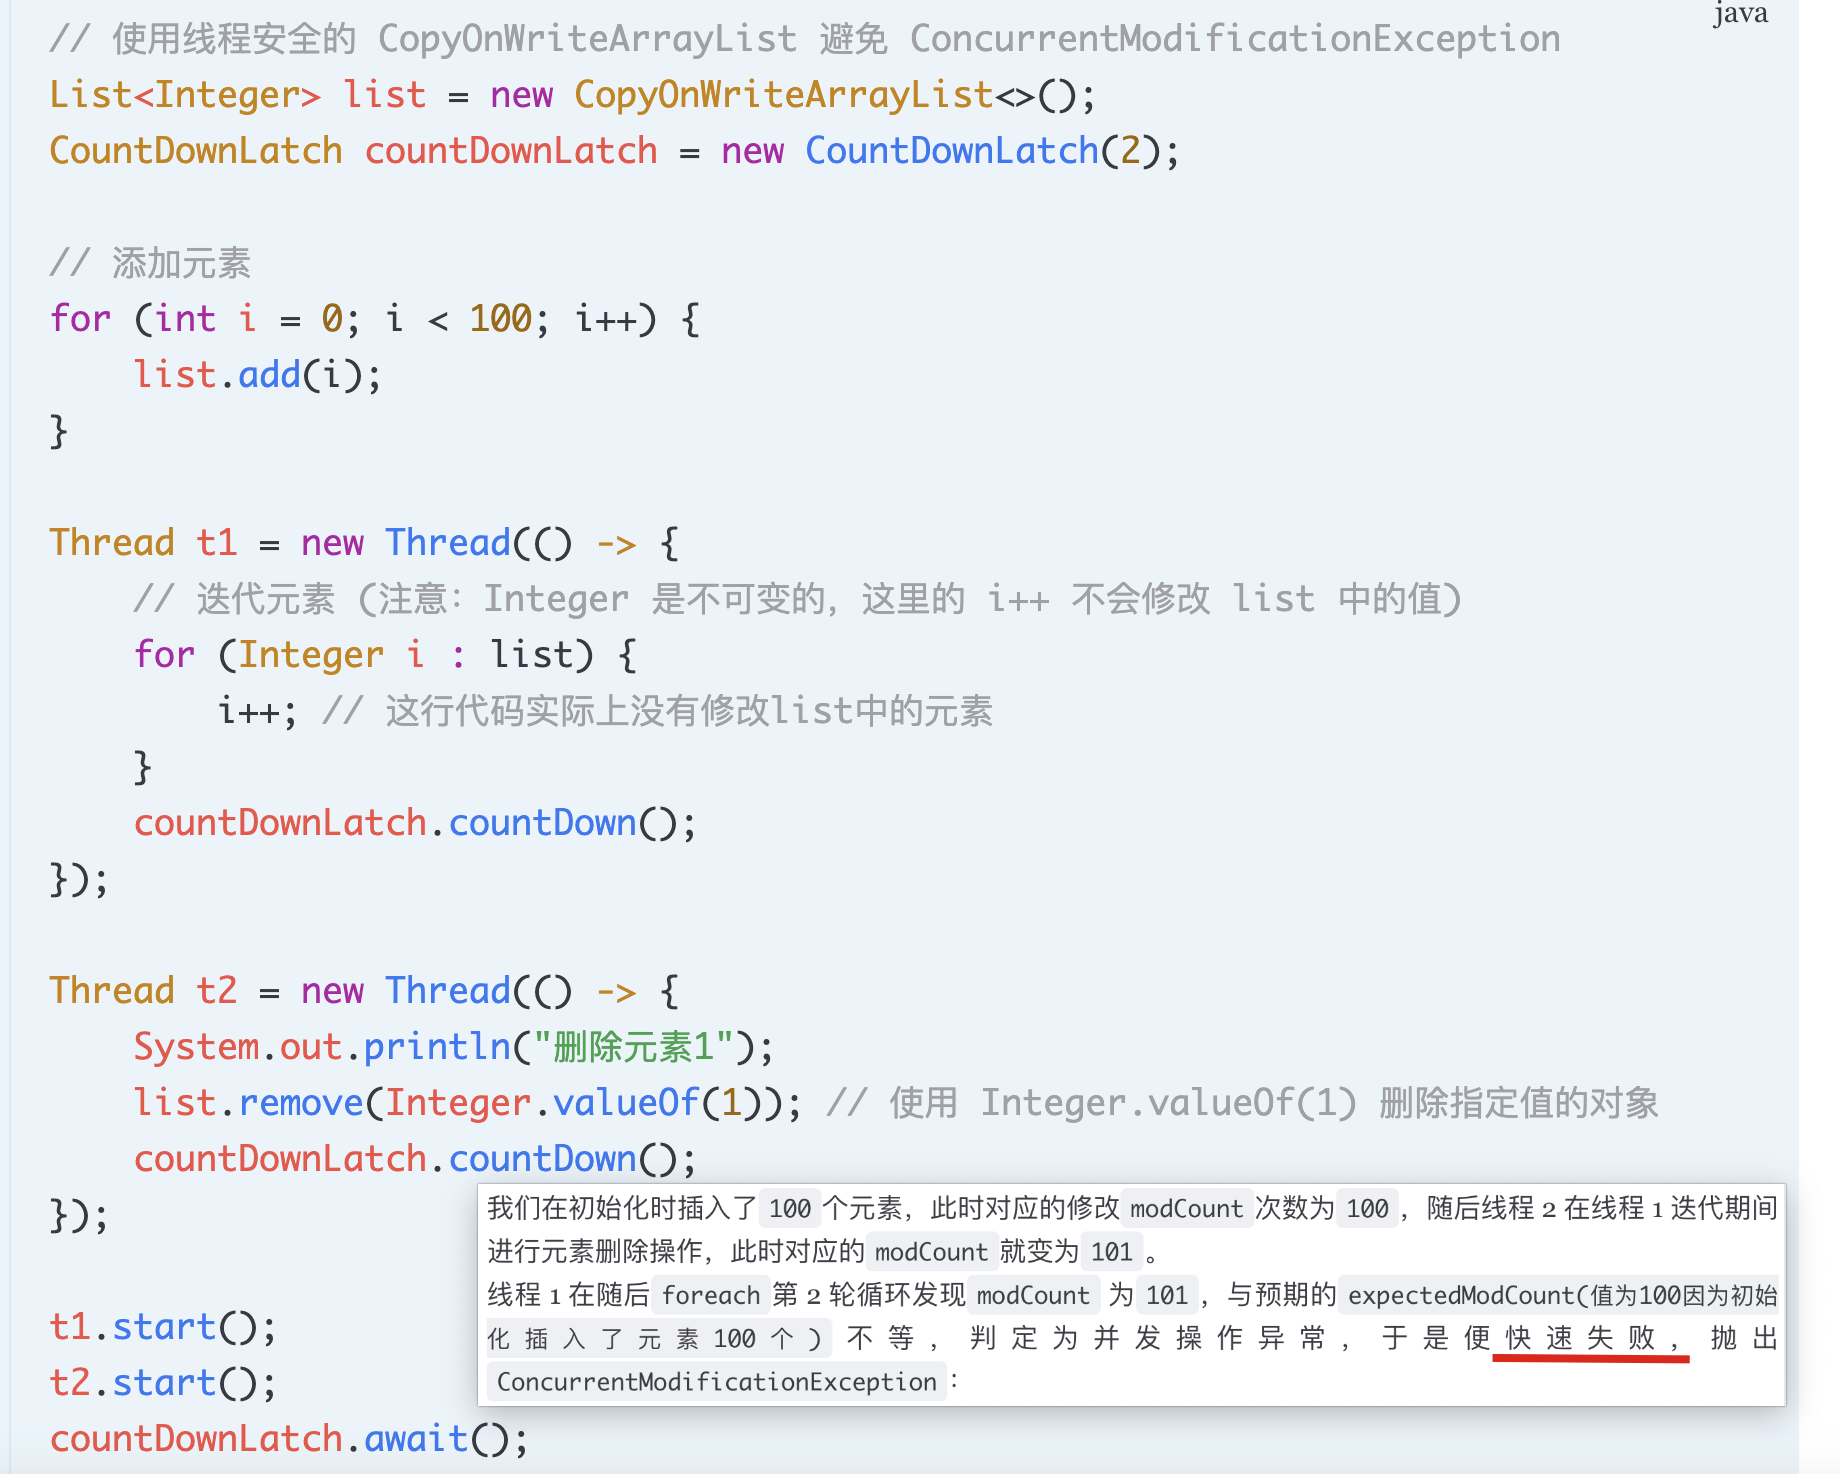 java
// 使用线程安全的 CopyOnWriteArrayList 避免 ConcurrentModificationException
List<Integer> list = new CopyOnWriteArrayList<>();
CountDownLatch countDownLatch = new CountDownLatch(2);

// 添加元素
for (int i = 0; i < 100; i++) {
    list.add(i);
}

Thread t1 = new Thread(() -> {
    // 迭代元素 (注意：Integer 是不可变的，这里的 i++ 不会修改 list 中的值)
    for (Integer i : list) {
        i++; // 这行代码实际上没有修改list中的元素
    }
    countDownLatch.countDown();
});

Thread t2 = new Thread(() -> {
    System.out.println("删除元素1");
    list.remove(Integer.valueOf(1)); // 使用 Integer.valueOf(1) 删除指定值的对象
    countDownLatch.countDown();
});

t1.start();
t2.start();
countDownLatch.await();
我们在初始化时插入了 100 个元素，此时对应的修改 modCount 次数为 100 ，随后线程 2 在线程 1 迭代期间
进行元素删除操作，此时对应的 modCount 就变为 101 。
线程 1 在随后 foreach 第 2 轮循环发现 modCount 为 101 ，与预期的 expectedModCount(值为100因为初始
化插入了元素100个) 不等，判定为并发操作异常，于是便快速失败，抛出
ConcurrentModificationException ：